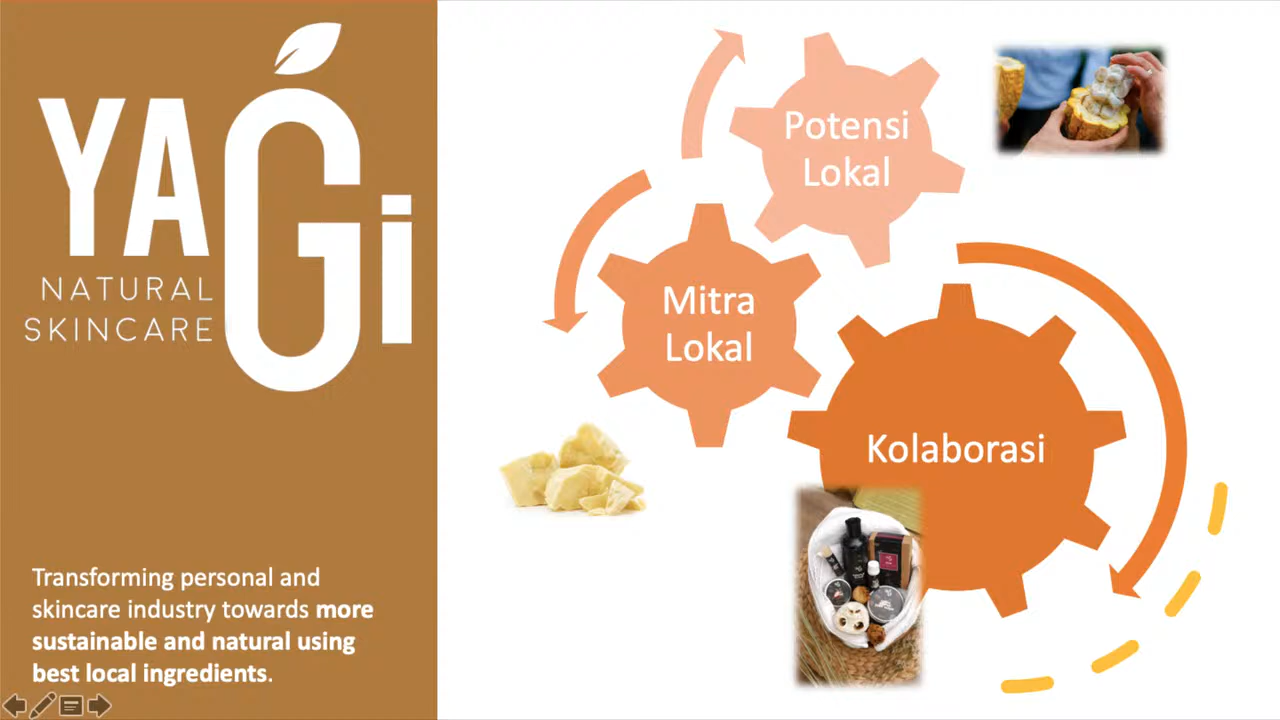 YAGi
NATURAL
SKINCARE
Transforming personal and
skincare industry towards more
sustainable and natural using
best local ingredients.
Potensi
Lokal
Mitra
Lokal
Kolaborasi